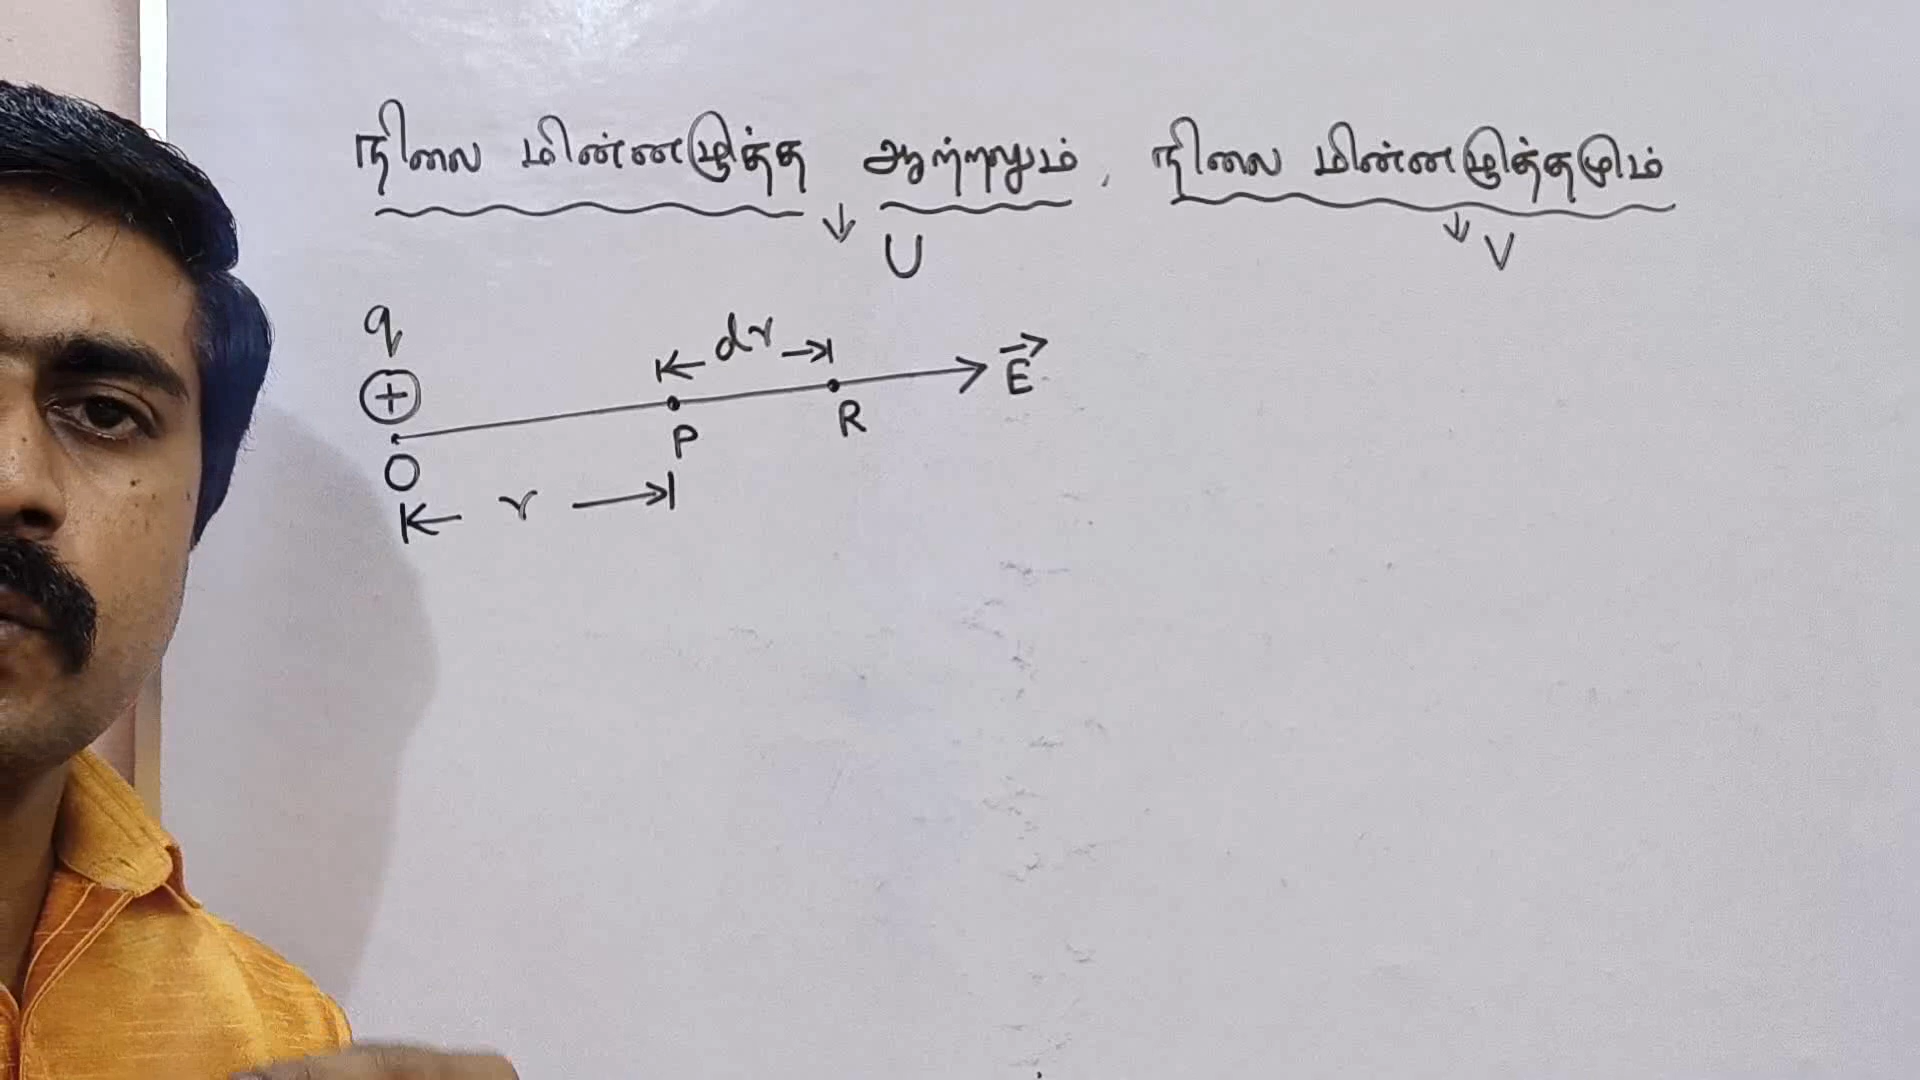 நிலை மின்னழுத்த ஆற்றலும், நிலை மின்னழுத்தமும்
↓ U ↓ V
q
← dr →
+ E
O P R
← r →